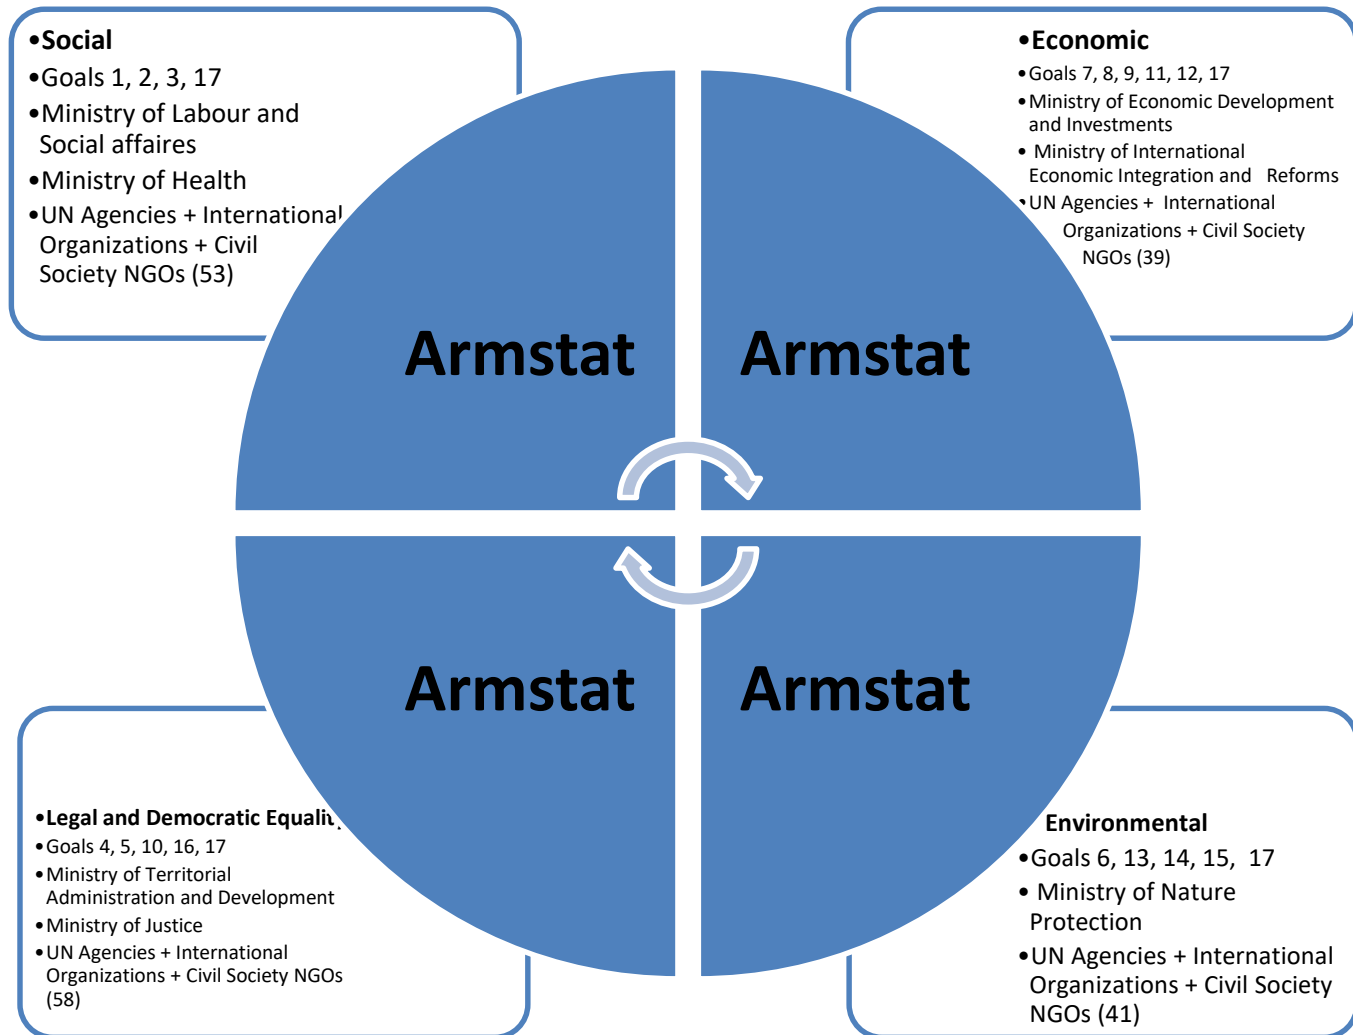 •Social
•Goals 1, 2, 3, 17
•Ministry of Labour and
Social affaires
•Ministry of Health
•UN Agencies + International
Organizations + Civil
Society NGOs (53)
•Economic
•Goals 7, 8, 9, 11, 12, 17
•Ministry of Economic Development
and Investments
• Ministry of International
Economic Integration and Reforms
•UN Agencies + International
Organizations + Civil Society
NGOs (39)
Armstat
Armstat
Armstat
Armstat
•Legal and Democratic Equality
•Goals 4, 5, 10, 16, 17
•Ministry of Territorial
Administration and Development
•Ministry of Justice
•UN Agencies + International
Organizations + Civil Society NGOs
(58)
Environmental
•Goals 6, 13, 14, 15, 17
• Ministry of Nature
Protection
•UN Agencies + International
Organizations + Civil Society
NGOs (41)